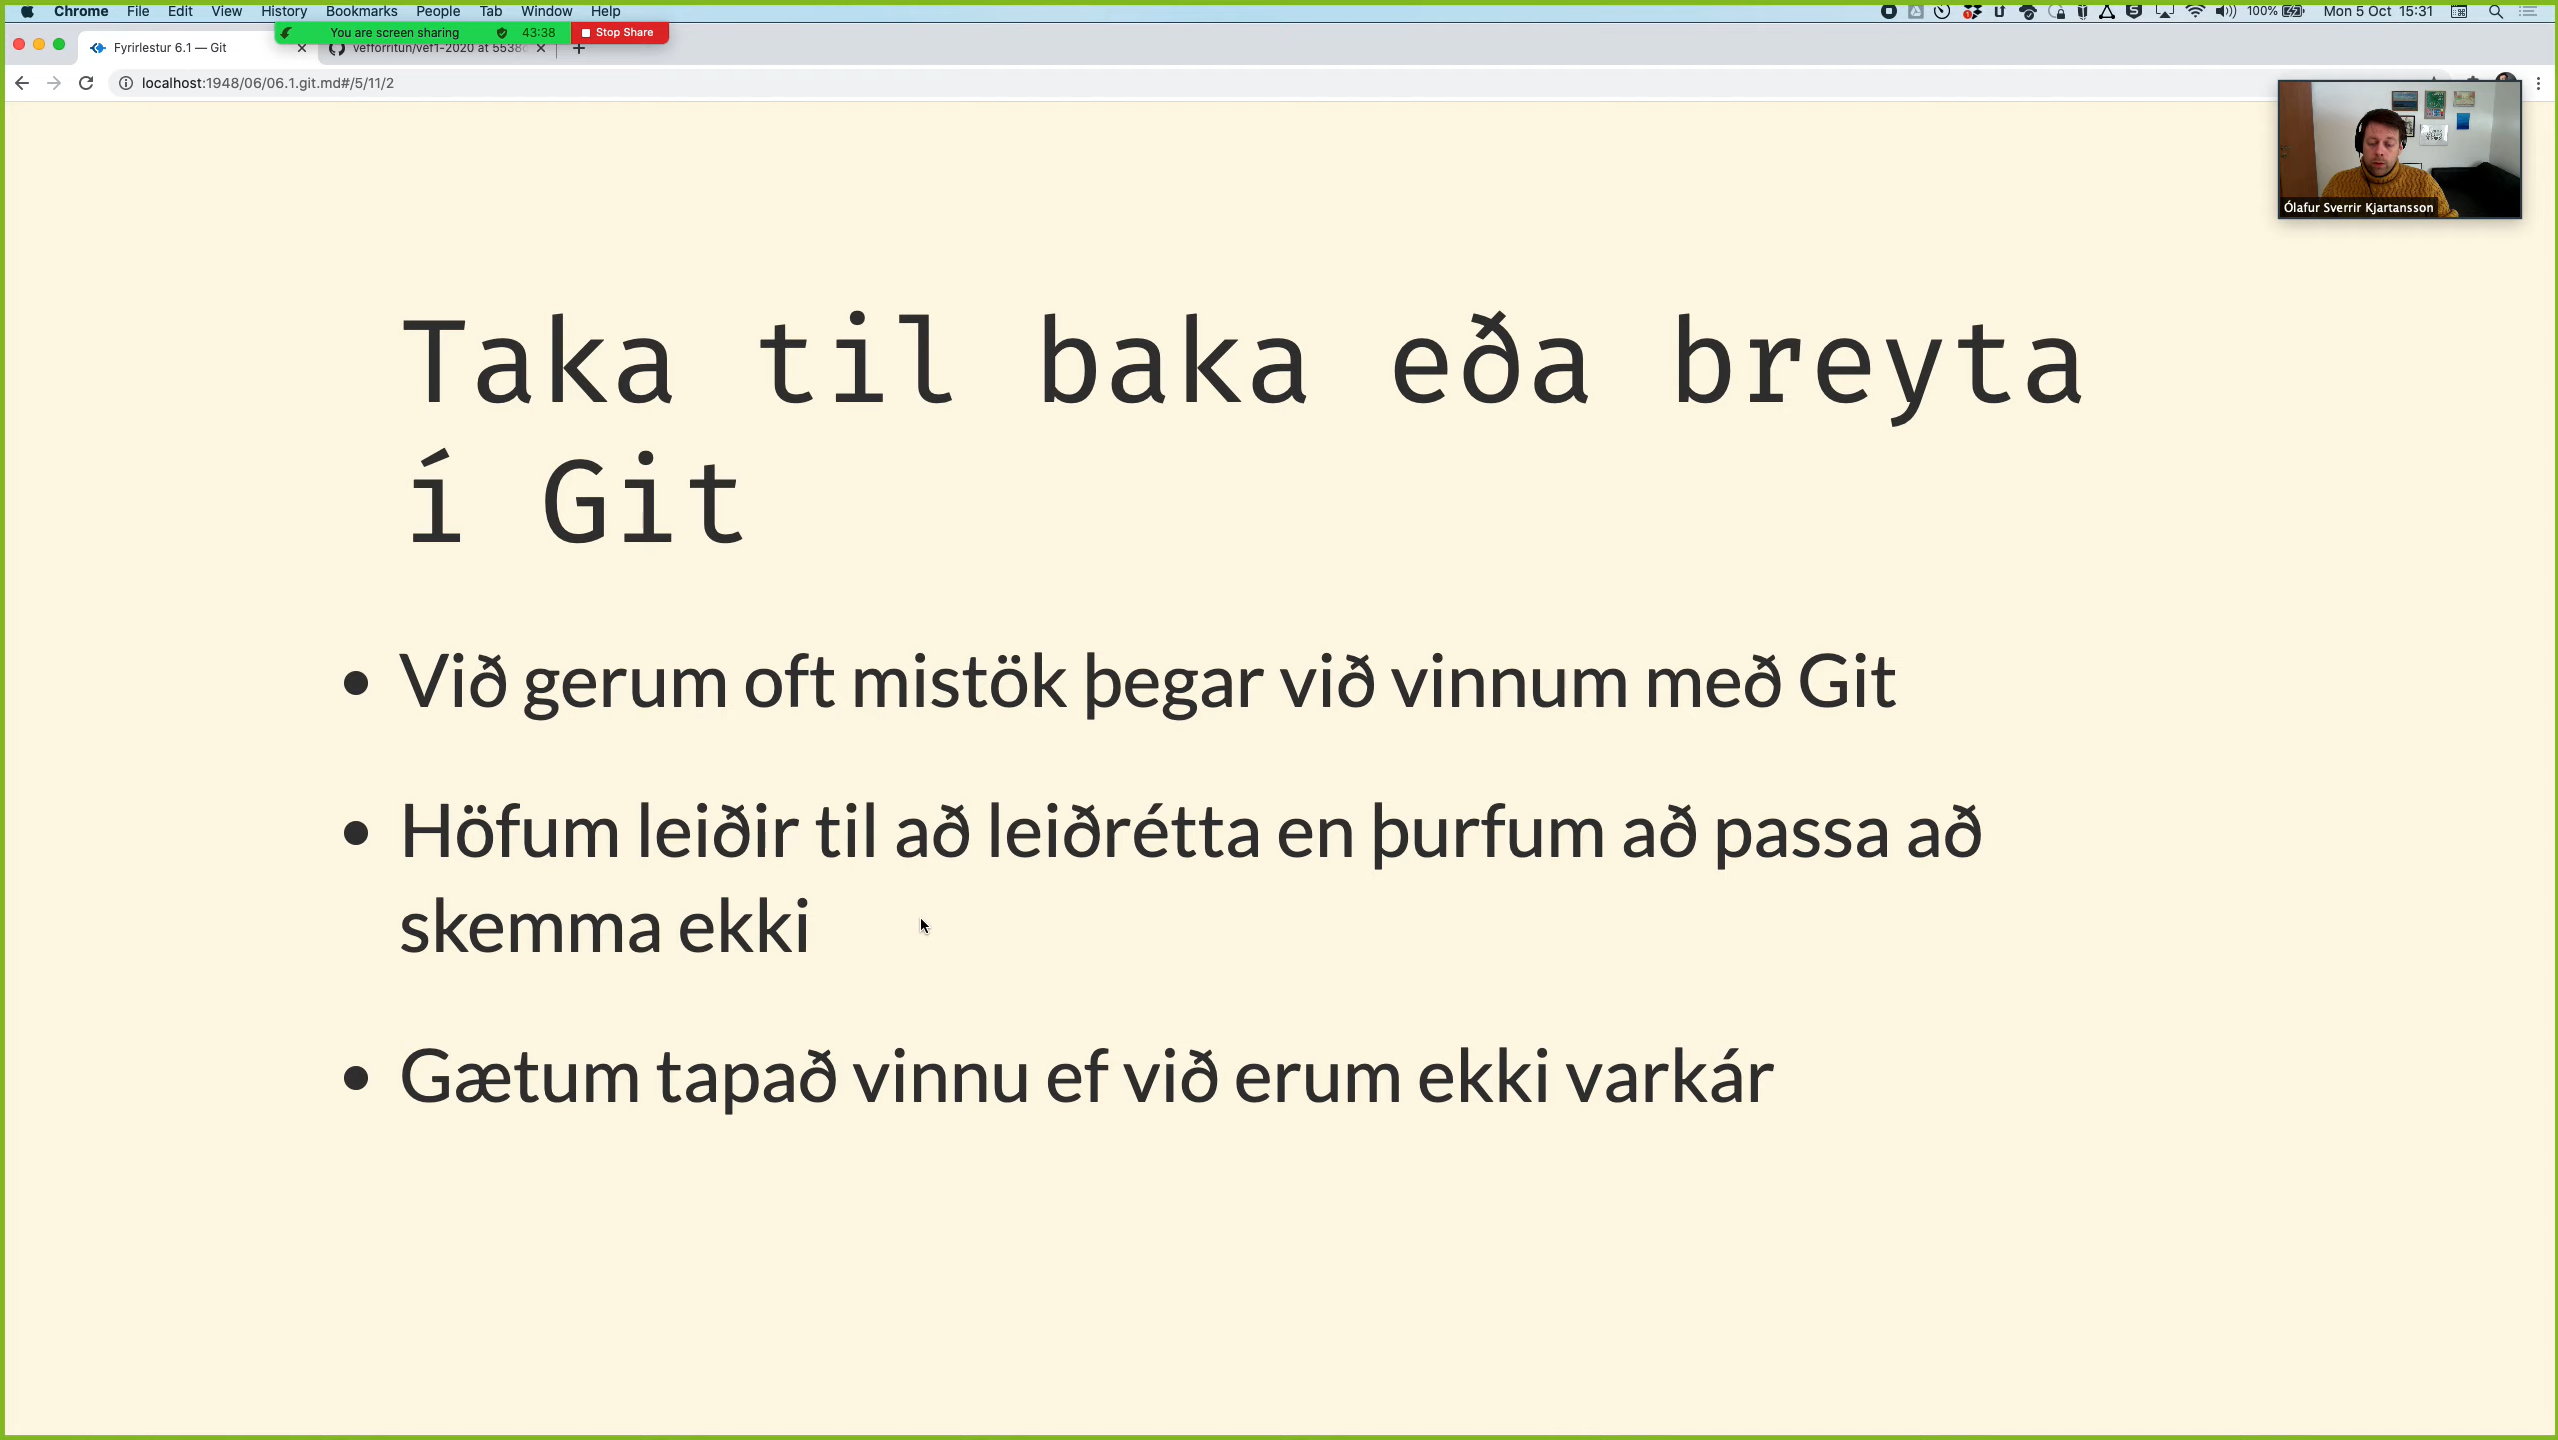 Chrome File Edit View History Bookmarks People Tab Window Help 100% Mon 5 Oct 15:31
You are screen sharing 43:38 Stop Share
Fyrirlestur 6.1 — Git vefforritun/vef1-2020 at 5538
localhost:1948/06/06.1.git.md#/5/11/2
Ólafur Sverrir Kjartansson
Taka til baka eða breyta
í Git
• Við gerum oft mistök þegar við vinnum með Git
• Höfum leiðir til að leiðrétta en þurfum að passa að
skemma ekki
• Gætum tapað vinnu ef við erum ekki varkár